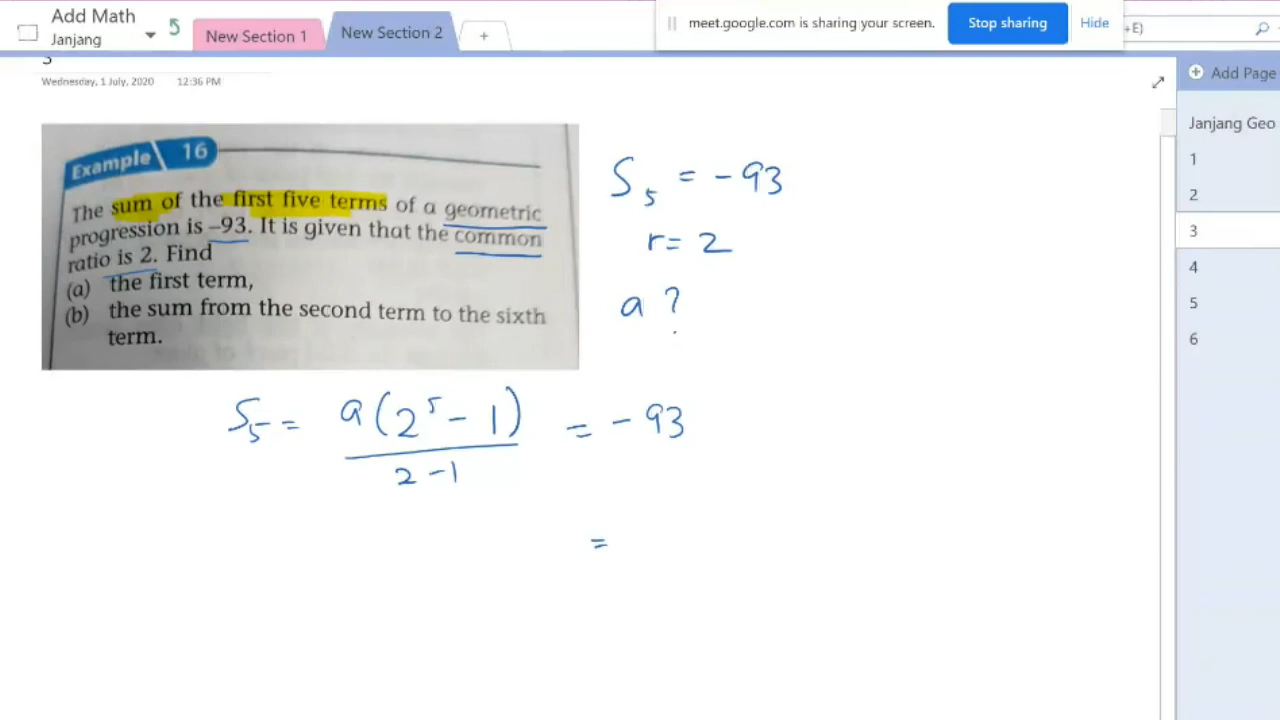 Add Math
Janjang
New Section 1
New Section 2
+
meet.google.com is sharing your screen.
Stop sharing
Hide
+E)
3
Wednesday, 1 July, 2020 12:36 PM
Add Page
Janjang Geo
1
2
3
4
5
6
Example 16
The sum of the first five terms of a geometric
progression is –93. It is given that the common
ratio is 2. Find
(a) the first term,
(b) the sum from the second term to the sixth
term.
S₅ = -93
r = 2
a ?
S₅ = a(2⁵ - 1) = - 93
2 - 1
=